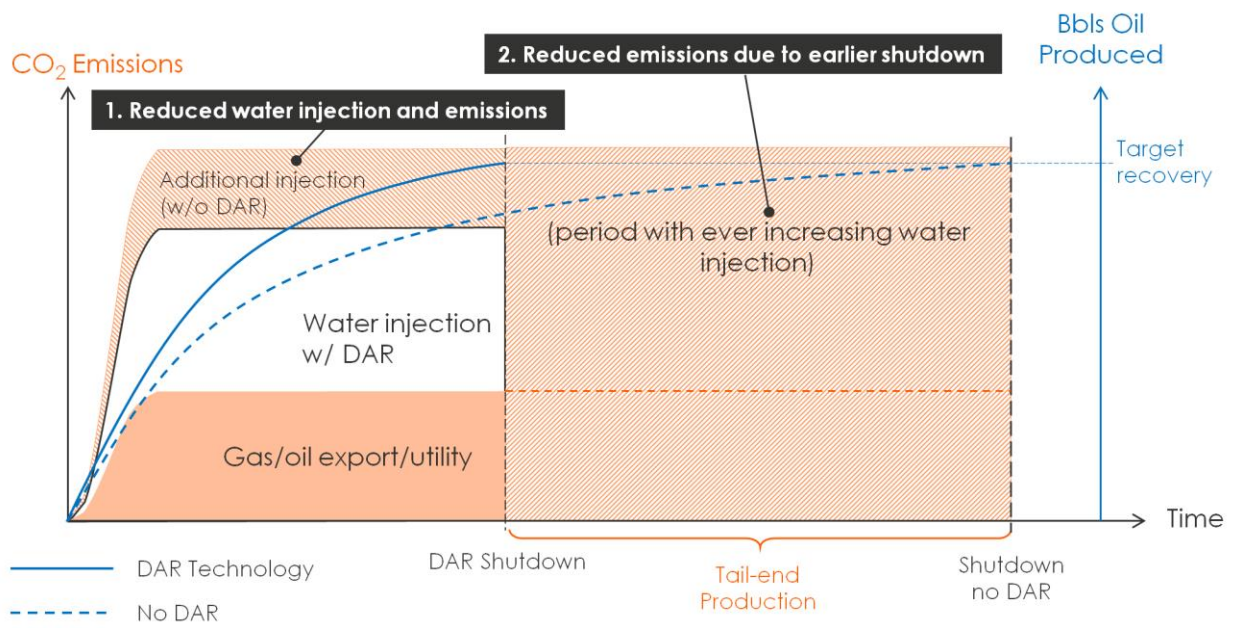 Bbls Oil
Produced
CO₂ Emissions
2. Reduced emissions due to earlier shutdown
1. Reduced water injection and emissions
Target
recovery
Additional injection
(w/o DAR)
(period with ever increasing water
injection)
Water injection
w/ DAR
Gas/oil export/utility
Time
DAR Shutdown
Tail-end
Production
Shutdown
no DAR
DAR Technology
No DAR